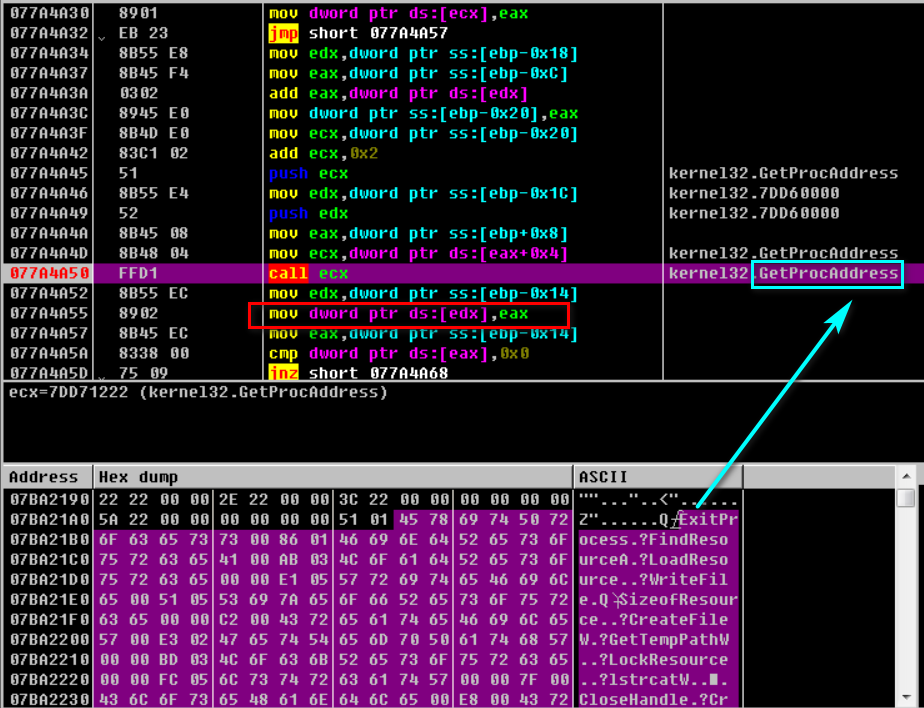 077A4A30 8901 mov dword ptr ds:[ecx],eax
077A4A32 EB 23 jmp short 077A4A57
077A4A34 8B55 E8 mov edx,dword ptr ss:[ebp-0x18]
077A4A37 8B45 F4 mov eax,dword ptr ss:[ebp-0xC]
077A4A3A 0302 add eax,dword ptr ds:[edx]
077A4A3C 8945 E0 mov dword ptr ss:[ebp-0x20],eax
077A4A3F 8B4D E0 mov ecx,dword ptr ss:[ebp-0x20]
077A4A42 83C1 02 add ecx,0x2
077A4A45 51 push ecx kernel32.GetProcAddress
077A4A46 8B55 E4 mov edx,dword ptr ss:[ebp-0x1C] kernel32.7DD60000
077A4A49 52 push edx kernel32.7DD60000
077A4A4A 8B45 08 mov eax,dword ptr ss:[ebp+0x8]
077A4A4D 8B48 04 mov ecx,dword ptr ds:[eax+0x4] kernel32.GetProcAddress
077A4A50 FFD1 call ecx kernel32.GetProcAddress
077A4A52 8B55 EC mov edx,dword ptr ss:[ebp-0x14]
077A4A55 8902 mov dword ptr ds:[edx],eax
077A4A57 8B45 EC mov eax,dword ptr ss:[ebp-0x14]
077A4A5A 8338 00 cmp dword ptr ds:[eax],0x0
077A4A5D 75 09 jnz short 077A4A68
ecx=7DD71222 (kernel32.GetProcAddress)
Address Hex dump ASCII
07BA2190 22 22 00 00 2E 22 00 00 3C 22 00 00 00 00 00 00 ""..."..<"......
07BA21A0 5A 22 00 00 00 00 00 00 51 01 45 78 69 74 50 72 Z"......Q ExitPr
07BA21B0 6F 63 65 73 73 00 86 01 46 69 6E 64 52 65 73 6F ocess.?FindReso
07BA21C0 75 72 63 65 41 00 AB 03 4C 6F 61 64 52 65 73 6F urceA.?LoadReso
07BA21D0 75 72 63 65 00 00 E1 05 57 72 69 74 65 46 69 6C urce..?WriteFil
07BA21E0 65 00 51 05 53 69 7A 65 6F 66 52 65 73 6F 75 72 e.Q SizeofResour
07BA21F0 63 65 00 00 C2 00 43 72 65 61 74 65 46 69 6C 65 ce..?CreateFile
07BA2200 57 00 E3 02 47 65 74 54 65 6D 70 50 61 74 68 57 W.?GetTempPathW
07BA2210 00 00 BD 03 4C 6F 63 6B 52 65 73 6F 75 72 63 65 ..?LockResource
07BA2220 00 00 FC 05 6C 73 74 72 63 61 74 57 00 00 7F 00 ..?lstrcatW...
07BA2230 43 6C 6F 73 65 48 61 6E 64 6C 65 00 E8 00 43 72 CloseHandle.?Cr